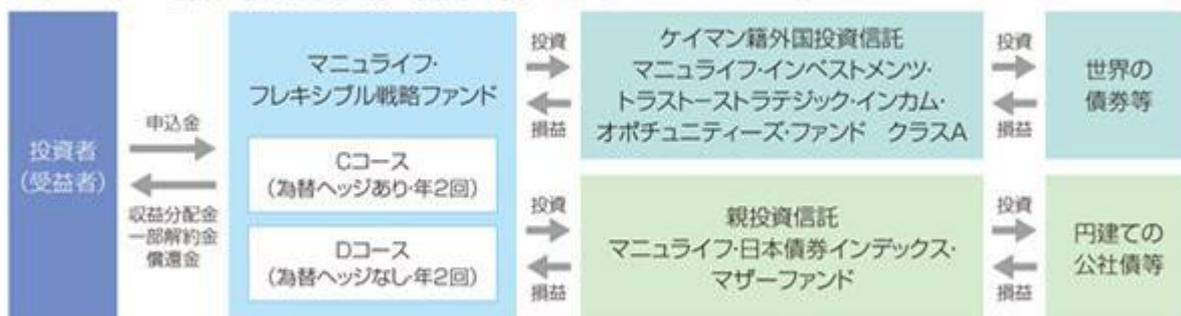 投資者
(受益者)
申込金
収益分配金
一部解約金
償還金
マニュライフ・
フレキシブル戦略ファンド
Cコース
(為替ヘッジあり・年2回)
Dコース
(為替ヘッジなし・年2回)
投資
損益
ケイマン籍外国投資信託
マニュライフ・インベストメンツ・
トラスト−ストラテジック・インカム・
オポチュニティーズ・ファンド クラスA
投資
損益
世界の
債券等
投資
損益
親投資信託
マニュライフ・日本債券インデックス・
マザーファンド
投資
損益
円建ての
公社債等